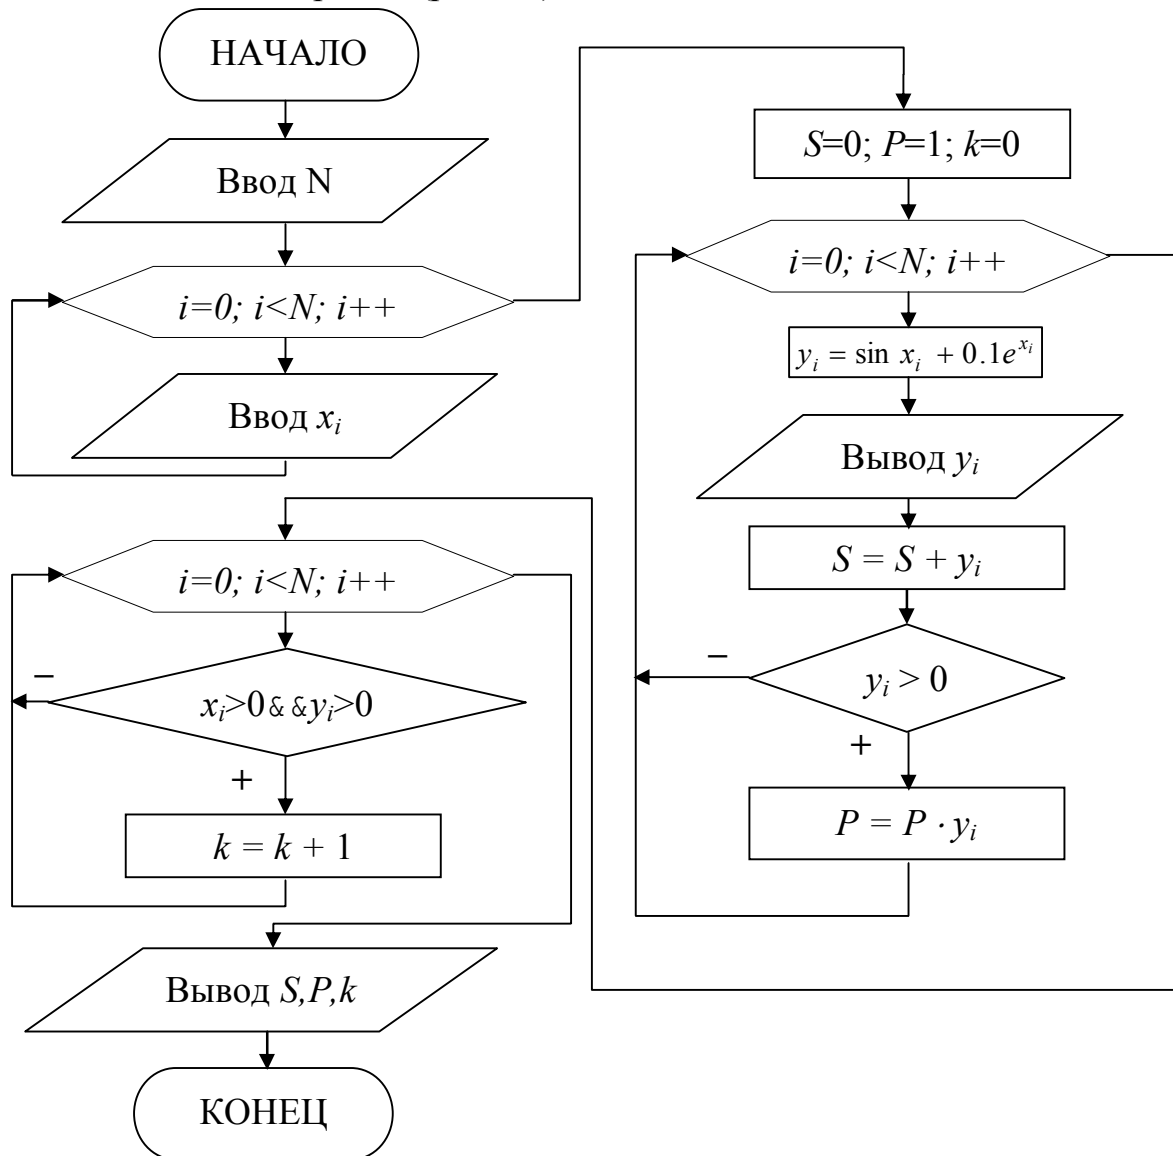 НАЧАЛО
Ввод N
i=0; i<N; i++
Ввод xᵢ
S=0; P=1; k=0
i=0; i<N; i++
yᵢ = sin xᵢ + 0.1e^{xᵢ}
Вывод yᵢ
S = S + yᵢ
yᵢ > 0
–
+
P = P · yᵢ
i=0; i<N; i++
xᵢ>0&&yᵢ>0
–
+
k = k + 1
Вывод S,P,k
КОНЕЦ